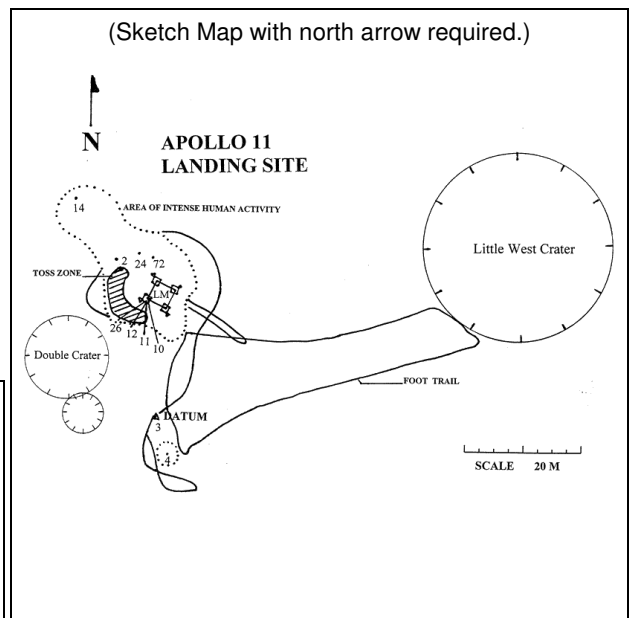 (Sketch Map with north arrow required.)
N
APOLLO 11
LANDING SITE
14
AREA OF INTENSE HUMAN ACTIVITY
Little West Crater
2 24 72
TOSS ZONE
LM
26 12 11 10
Double Crater
FOOT TRAIL
DATUM
3
4
SCALE 20 M